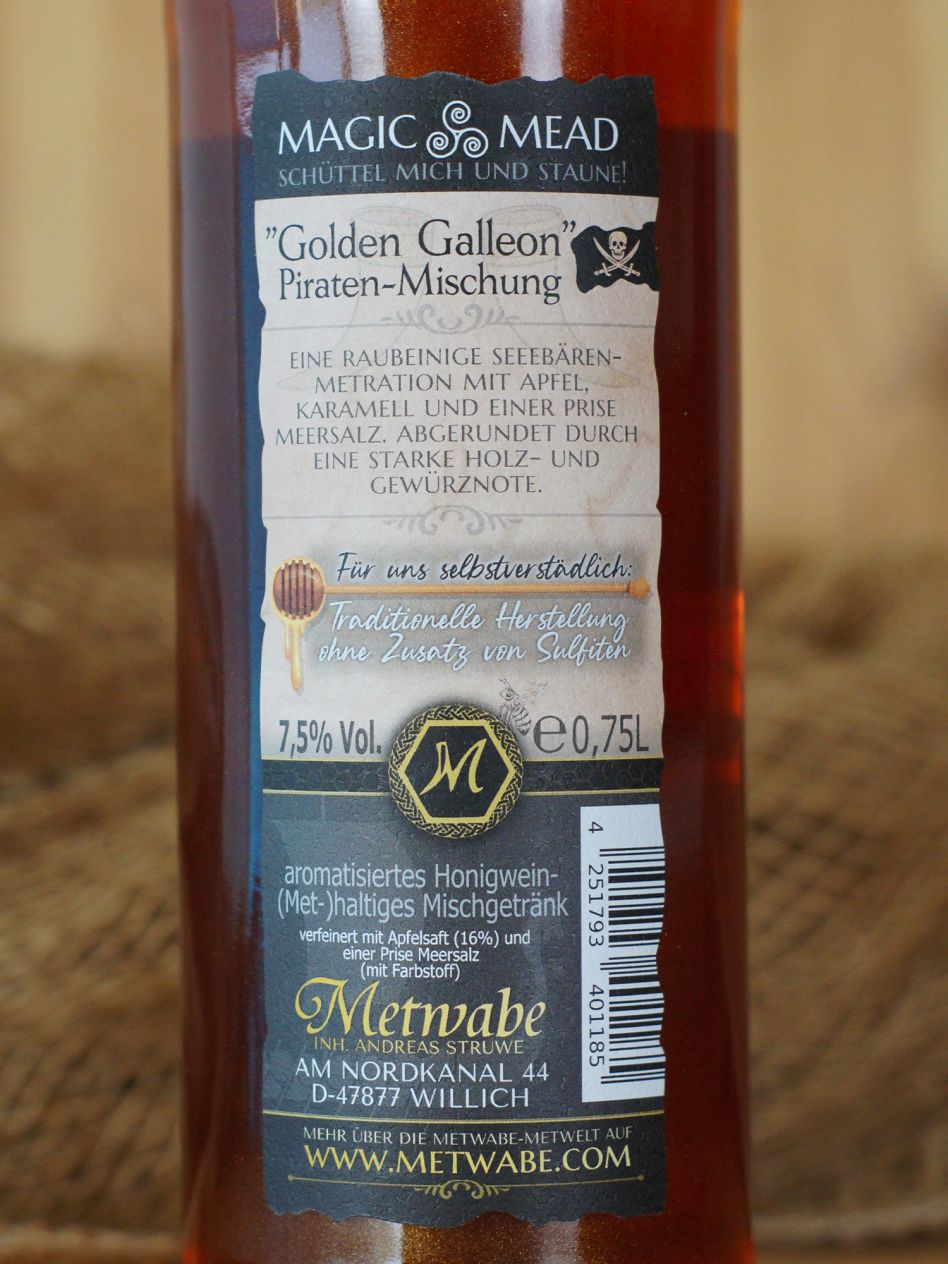 MAGIC MEAD
SCHÜTTEL MICH UND STAUNE!
"Golden Galleon"
Piraten-Mischung
EINE RAUBEINIGE SEEEBÄREN-
METRATION MIT APFEL,
KARAMELL UND EINER PRISE
MEERSALZ. ABGERUNDET DURCH
EINE STARKE HOLZ- UND
GEWÜRZNOTE.
Für uns selbstverstädlich:
Traditionelle Herstellung
ohne Zusatz von Sulfiten
7,5% Vol. M ℮0,75L
aromatisiertes Honigwein-
(Met-)haltiges Mischgetränk
verfeinert mit Apfelsaft (16%) und
einer Prise Meersalz
(mit Farbstoff)
Metwabe
INH. ANDREAS STRUWE
AM NORDKANAL 44
D-47877 WILLICH
4 251793 401185
MEHR ÜBER DIE METWABE-METWELT AUF
WWW.METWABE.COM